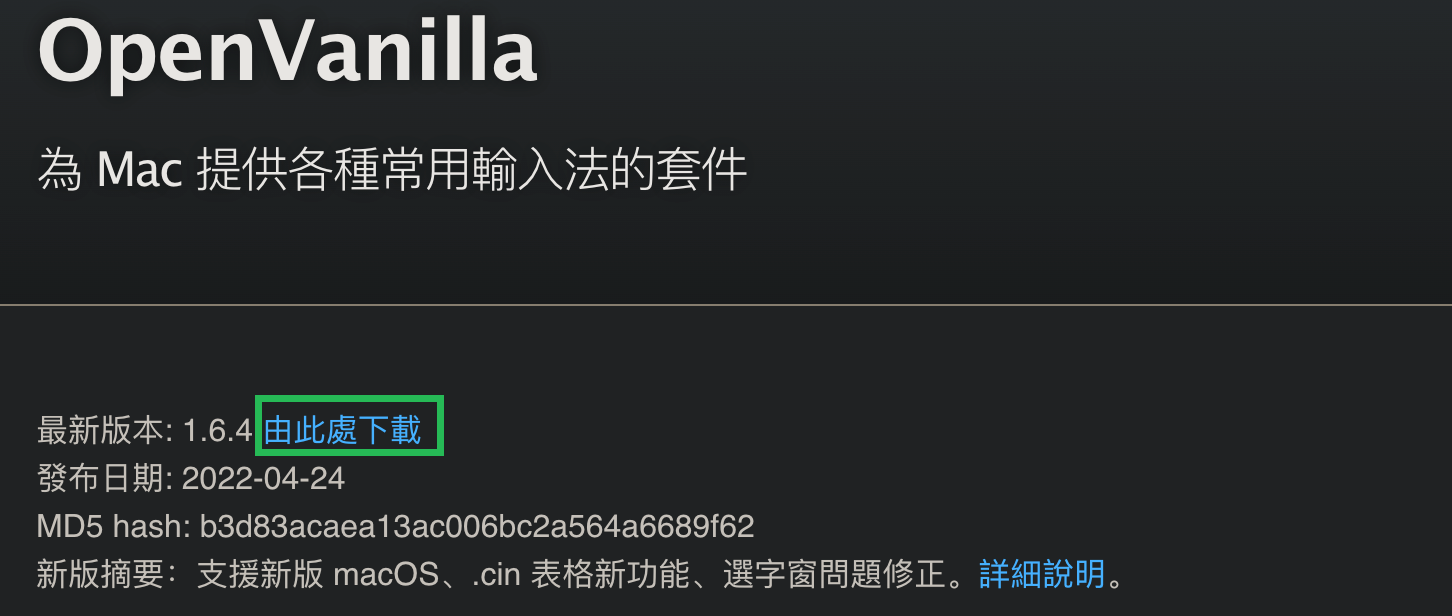 OpenVanilla
為 Mac 提供各種常用輸入法的套件
最新版本: 1.6.4 由此處下載
發布日期: 2022-04-24
MD5 hash: b3d83acaea13ac006bc2a564a6689f62
新版摘要：支援新版 macOS、.cin 表格新功能、選字窗問題修正。詳細說明。